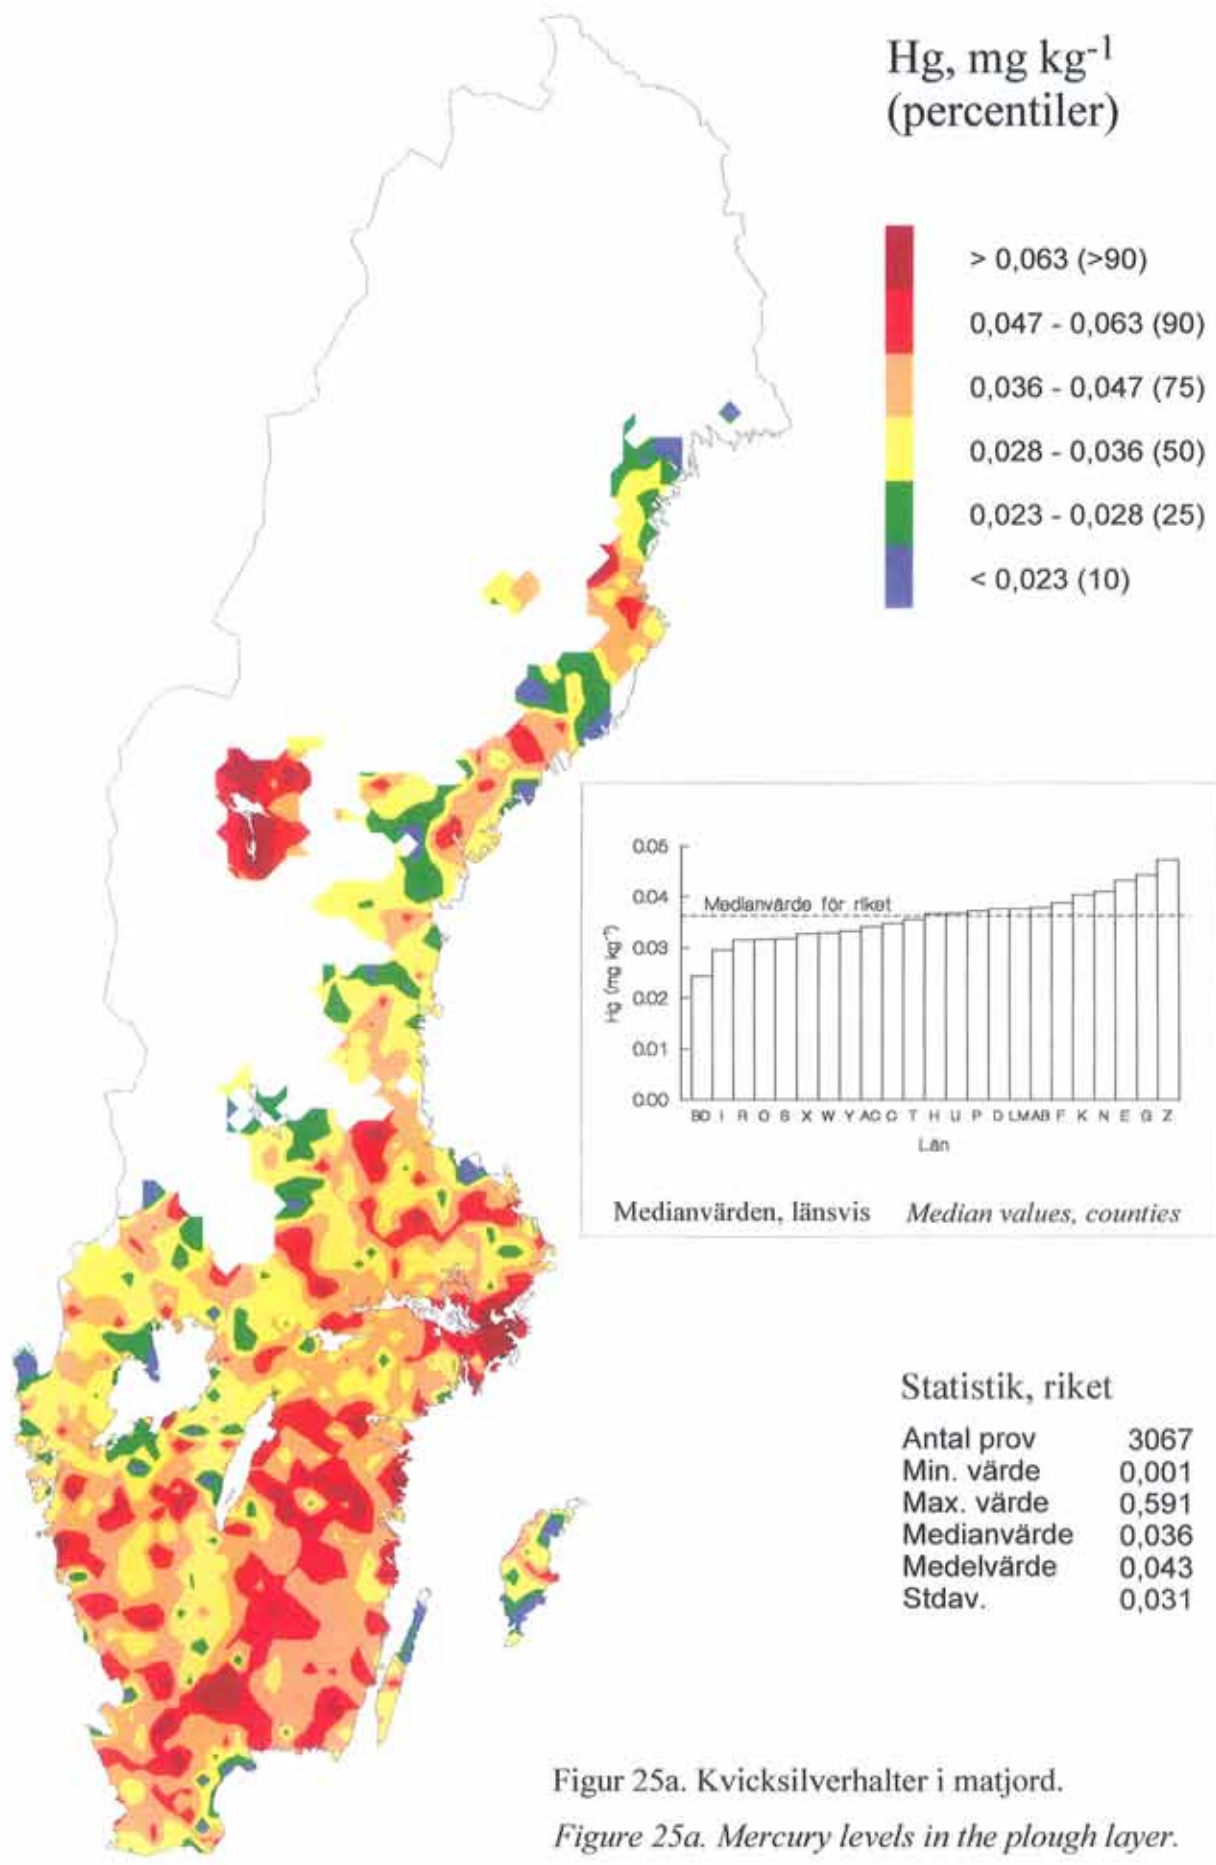 Hg, mg kg-1
(percentiler)
> 0,063 (>90)
0,047 - 0,063 (90)
0,036 - 0,047 (75)
0,028 - 0,036 (50)
0,023 - 0,028 (25)
< 0,023 (10)
0.05
0.04
0.03
0.02
0.01
0.00
Hg (mg kg-1)
Medianvärde för riket
BD I R O S X W Y AC C T H U P D LM AB F K N E G Z
Län
Medianvärden, länsvis Median values, counties
Statistik, riket
Antal prov 3067
Min. värde 0,001
Max. värde 0,591
Medianvärde 0,036
Medelvärde 0,043
Stdav. 0,031
Figur 25a. Kvicksilverhalter i matjord.
Figure 25a. Mercury levels in the plough layer.